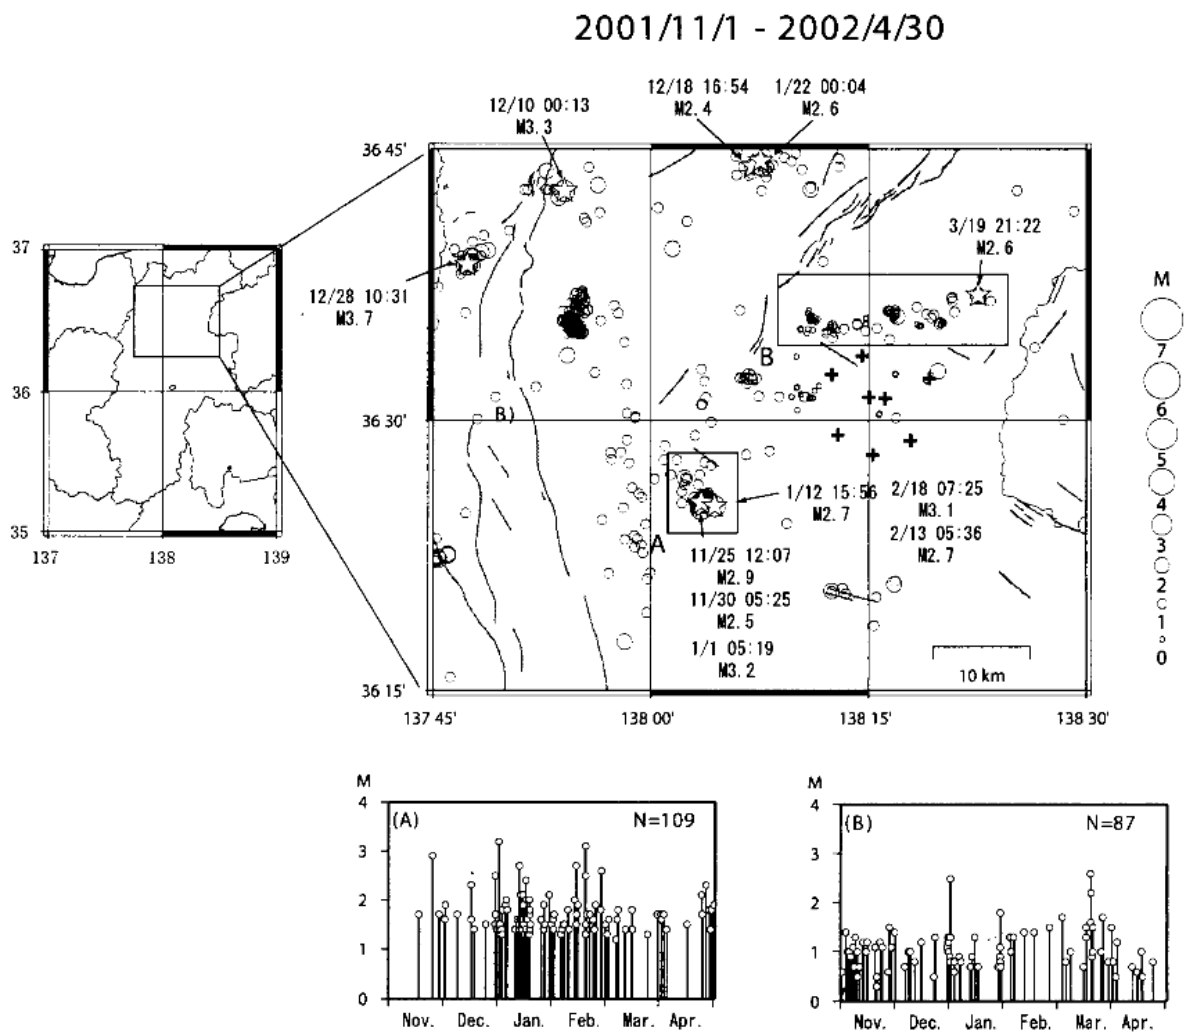 2001/11/1 - 2002/4/30
12/10 00:13
M3.3
12/18 16:54
M2.4
1/22 00:04
M2.6
36 45'
3/19 21:22
M2.6
12/28 10:31
M3.7
B
B)
36 30'
1/12 15:56
M2.7
2/18 07:25
M3.1
2/13 05:36
M2.7
A
11/25 12:07
M2.9
11/30 05:25
M2.5
1/1 05:19
M3.2
10 km
36 15'
137 45'
138 00'
138 15'
138 30'
37
36
35
137
138
139
M
7
6
5
4
3
2
1
0
M
4
3
2
1
0
(A)
N=109
Nov.
Dec.
Jan.
Feb.
Mar.
Apr.
M
4
3
2
1
0
(B)
N=87
Nov.
Dec.
Jan.
Feb.
Mar.
Apr.